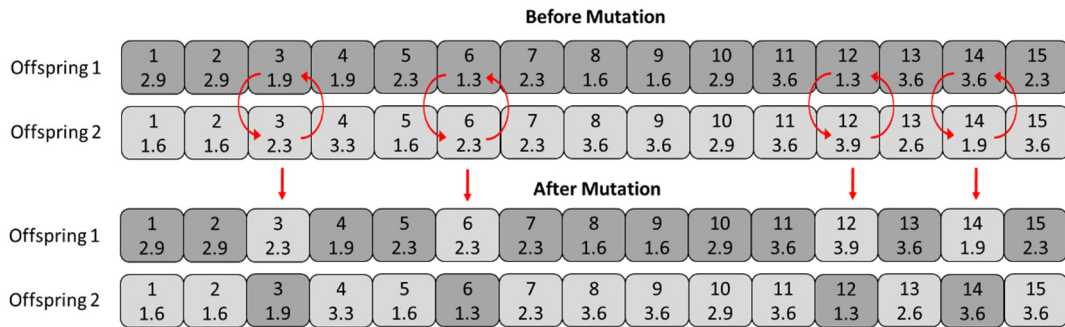 Before Mutation
1 2 3 4 5 6 7 8 9 10 11 12 13 14 15
Offspring 1
2.9 2.9 1.9 1.9 2.3 1.3 2.3 1.6 1.6 2.9 3.6 1.3 3.6 3.6 2.3
1 2 3 4 5 6 7 8 9 10 11 12 13 14 15
Offspring 2
1.6 1.6 2.3 3.3 1.6 2.3 2.3 3.6 3.6 2.9 3.6 3.9 2.6 1.9 3.6
After Mutation
1 2 3 4 5 6 7 8 9 10 11 12 13 14 15
Offspring 1
2.9 2.9 2.3 1.9 2.3 2.3 2.3 1.6 1.6 2.9 3.6 3.9 3.6 1.9 2.3
1 2 3 4 5 6 7 8 9 10 11 12 13 14 15
Offspring 2
1.6 1.6 1.9 3.3 1.6 1.3 2.3 3.6 3.6 2.9 3.6 1.3 2.6 3.6 3.6